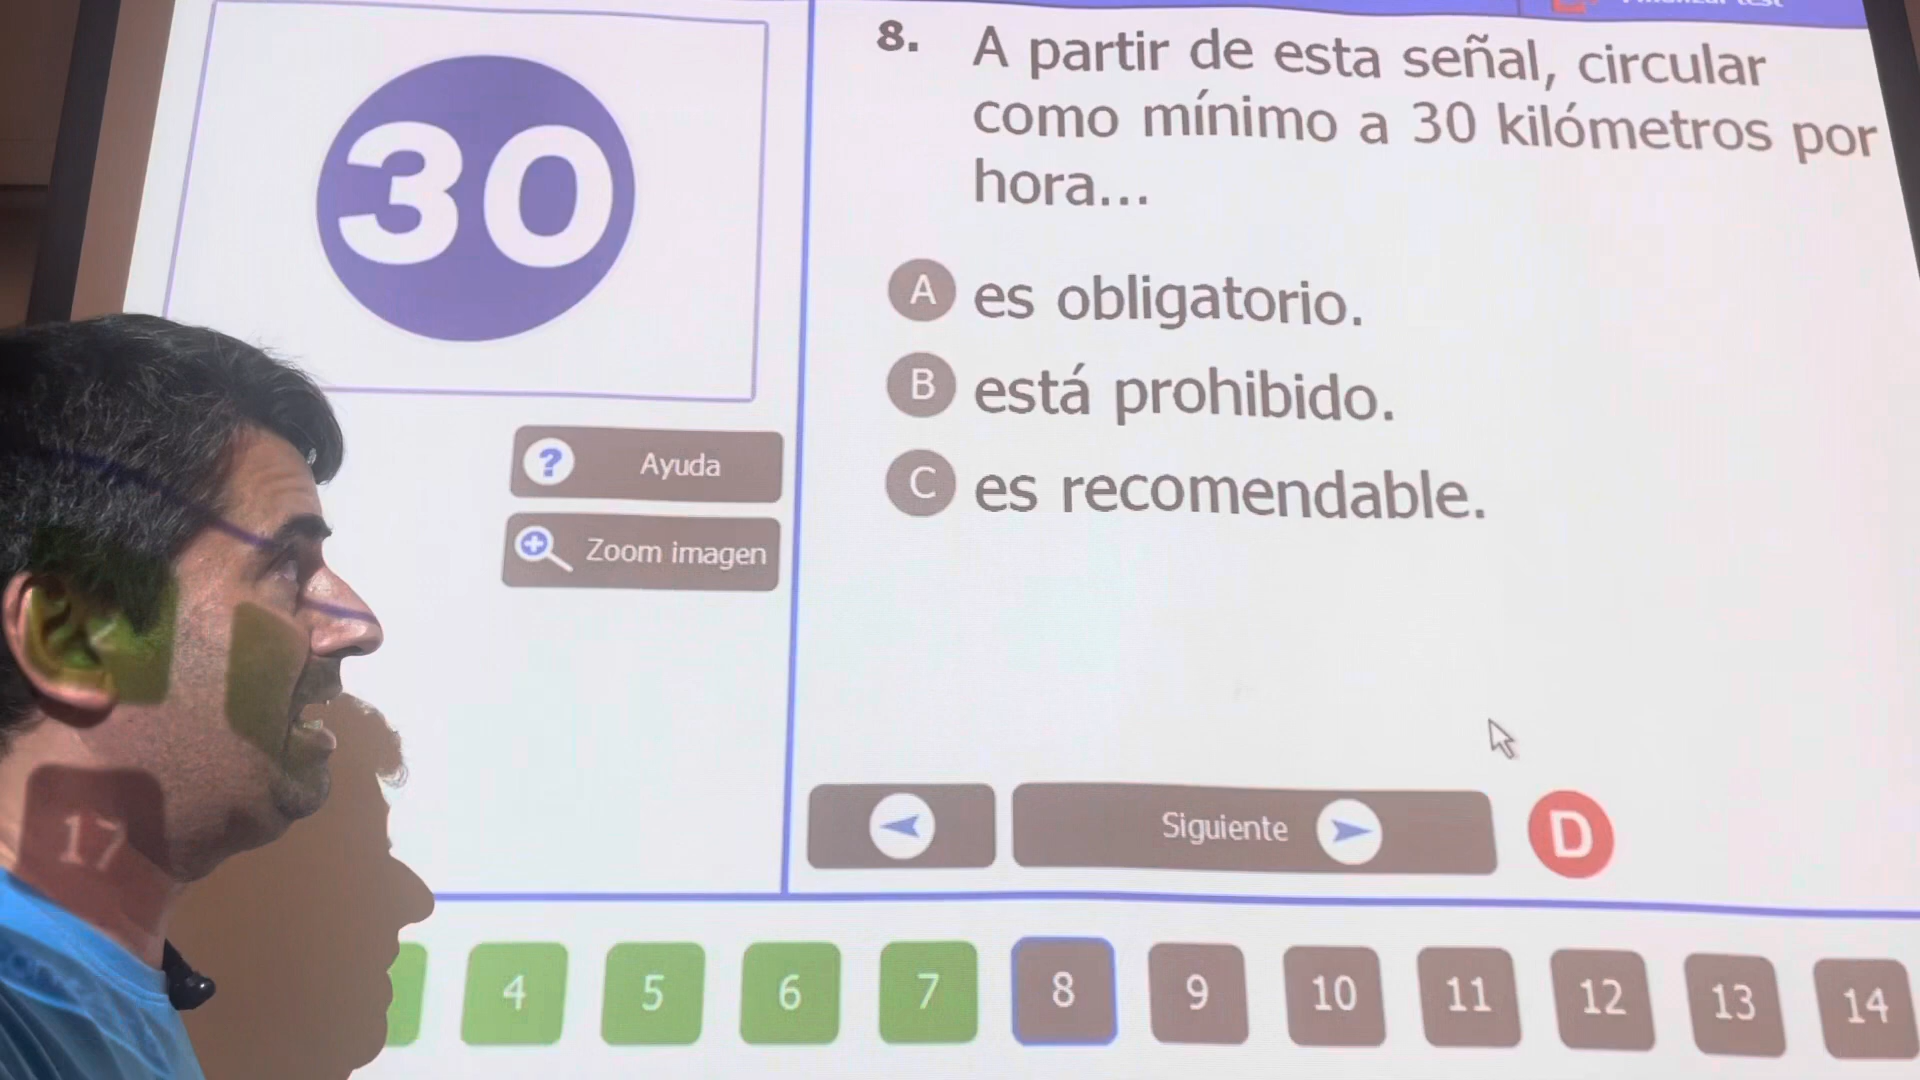 30
8. A partir de esta señal, circular
como mínimo a 30 kilómetros por
hora...
A es obligatorio.
B está prohibido.
C es recomendable.
? Ayuda
Zoom imagen
Siguiente
D
17
4 5 6 7 8 9 10 11 12 13 14